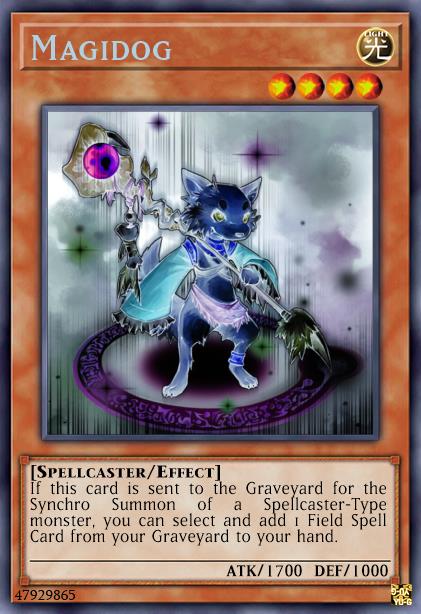 MAGIDOG
LIGHT
光
[SPELLCASTER/EFFECT]
If this card is sent to the Graveyard for the
Synchro Summon of a Spellcaster-Type
monster, you can select and add 1 Field Spell
Card from your Graveyard to your hand.
ATK/1700 DEF/1000
47929865